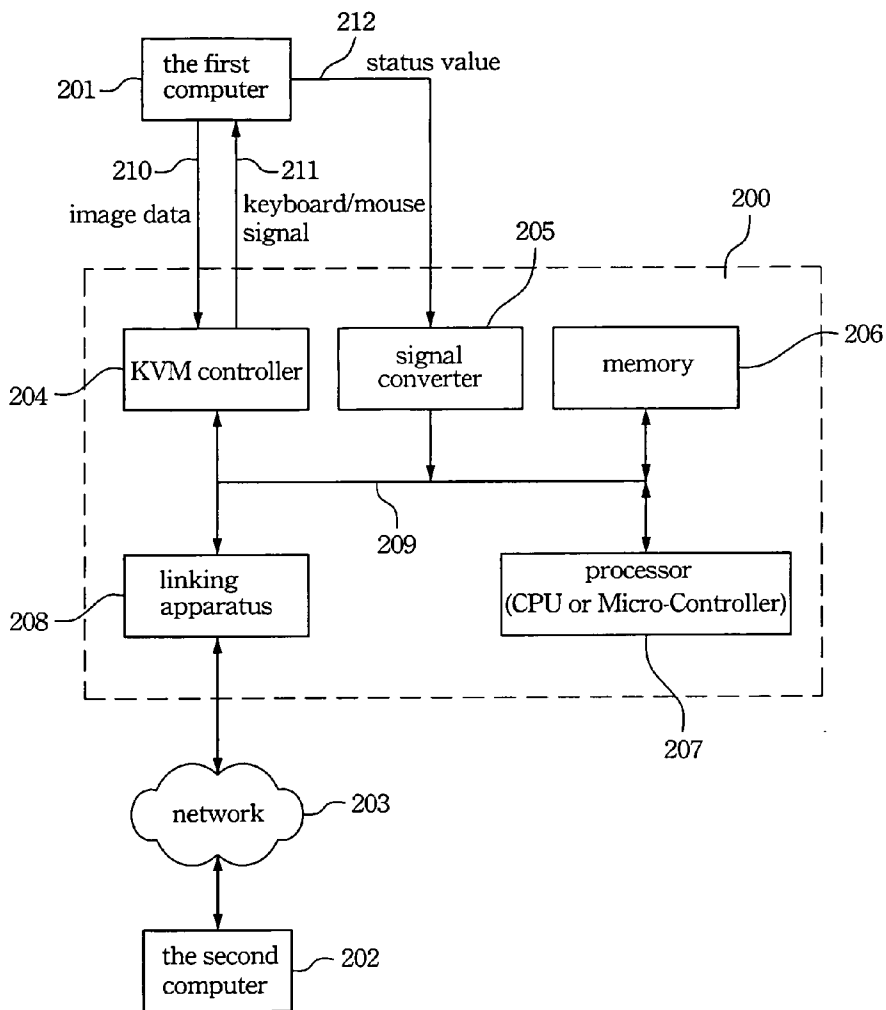 212
the first
computer
status value
201
210
211
image data
keyboard/mouse
signal
200
205
KVM controller
signal
converter
memory
206
204
209
linking
apparatus
processor
(CPU or Micro-Controller)
208
207
network
203
the second
computer
202